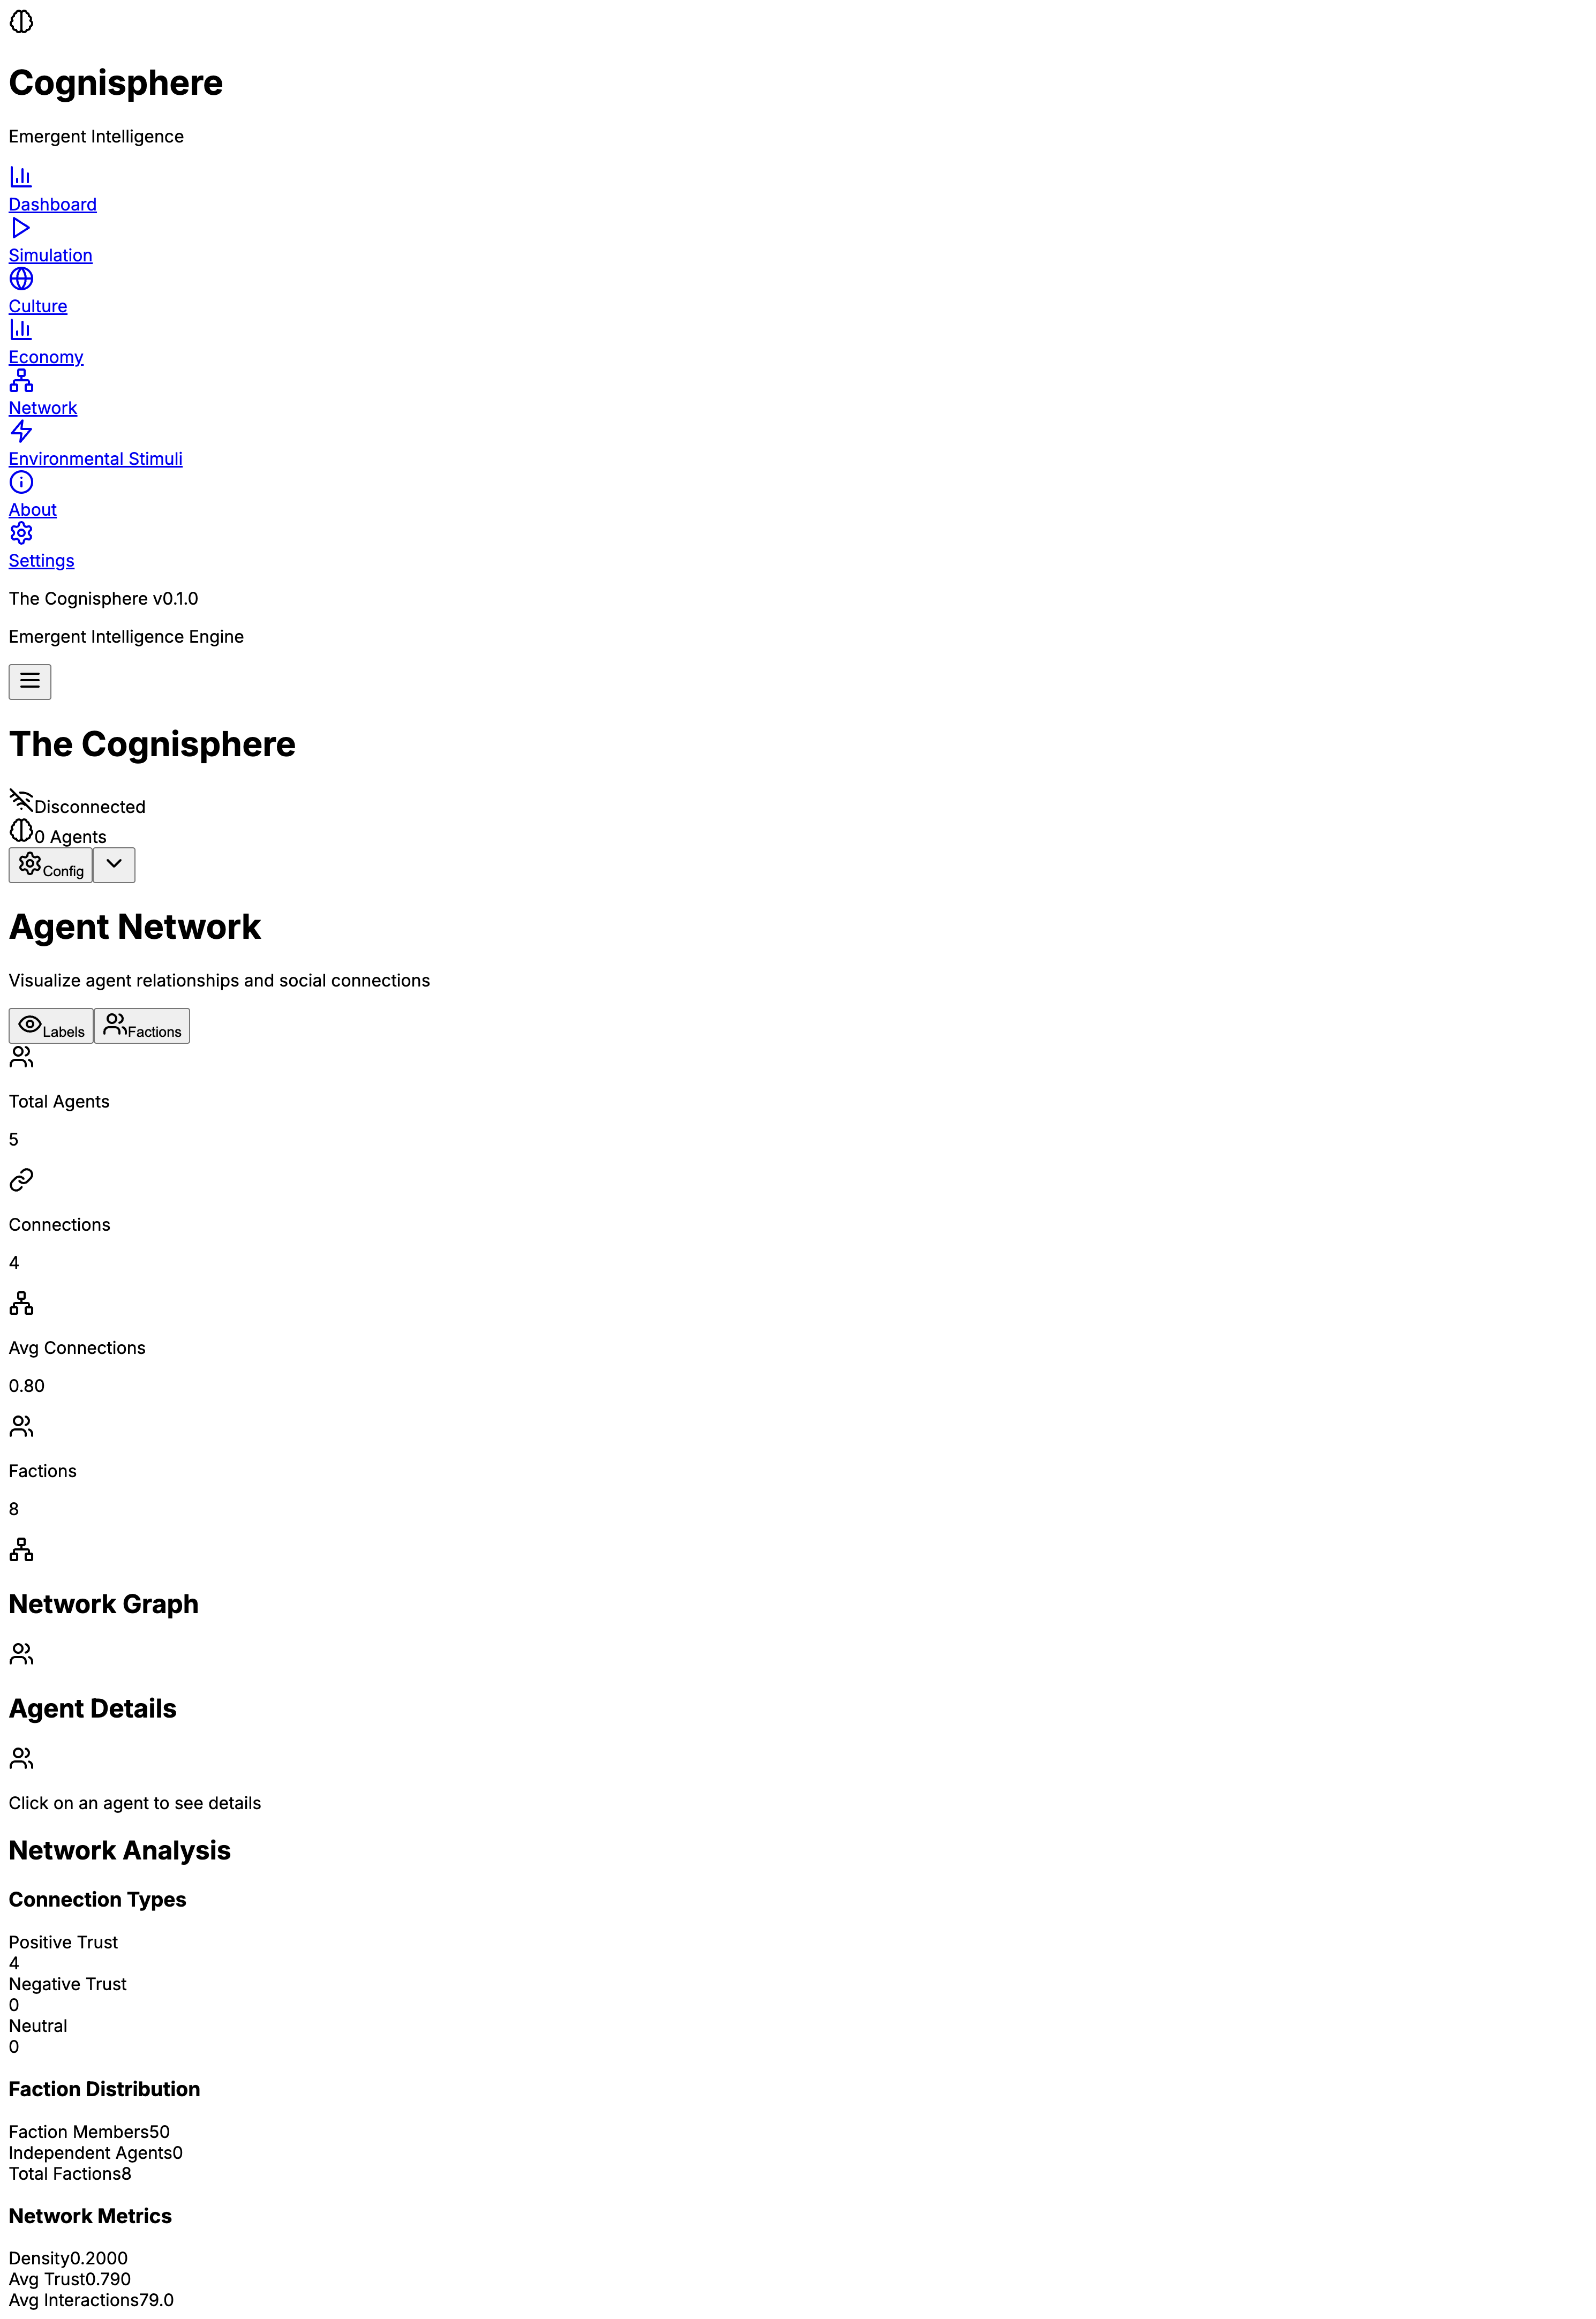 Cognisphere
Emergent Intelligence
Dashboard
Simulation
Culture
Economy
Network
Environmental Stimuli
About
Settings
The Cognisphere v0.1.0
Emergent Intelligence Engine
The Cognisphere
Disconnected
0 Agents
Config
Agent Network
Visualize agent relationships and social connections
Labels Factions
Total Agents
5
Connections
4
Avg Connections
0.80
Factions
8
Network Graph
Agent Details
Click on an agent to see details
Network Analysis
Connection Types
Positive Trust
4
Negative Trust
0
Neutral
0
Faction Distribution
Faction Members50
Independent Agents0
Total Factions8
Network Metrics
Density0.2000
Avg Trust0.790
Avg Interactions79.0